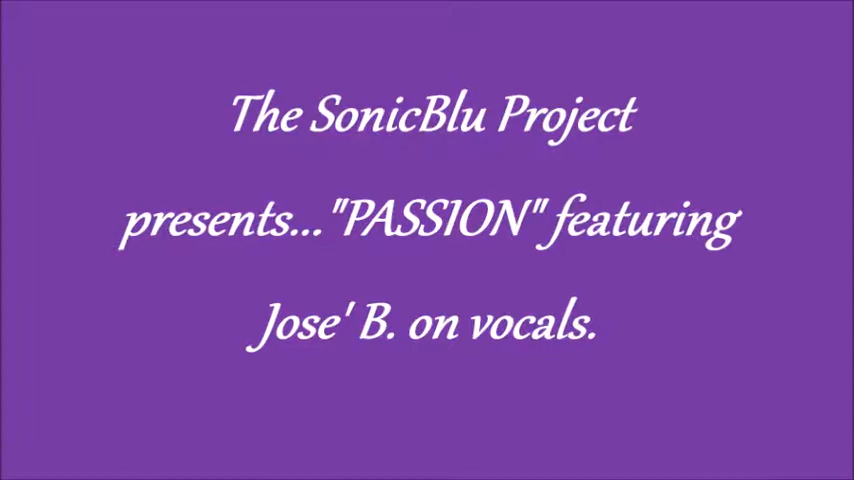 The SonicBlu Project
presents..."PASSION" featuring
Jose' B. on vocals.